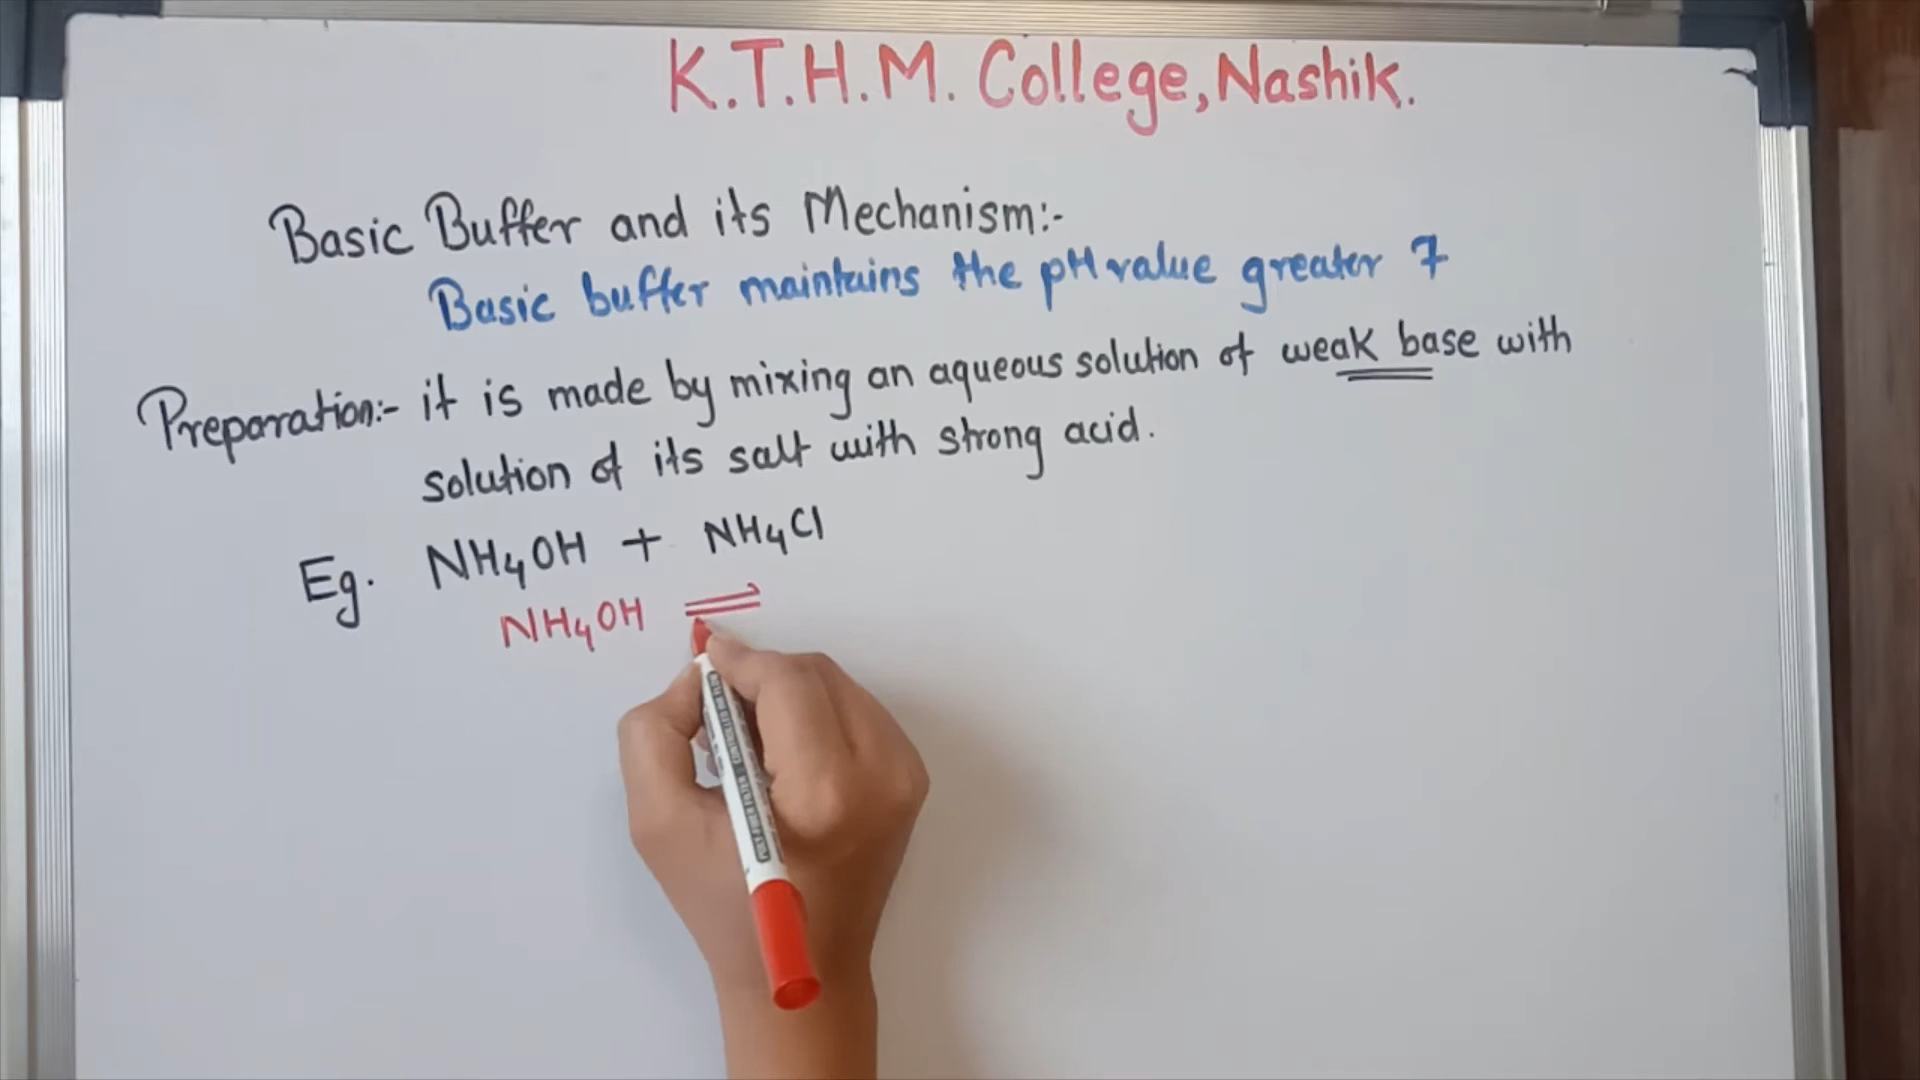 K.T.H.M. College, Nashik.
Basic Buffer and its Mechanism:-
Basic buffer maintains the pH value greater 7
Preparation:- it is made by mixing an aqueous solution of weak base with
solution of its salt with strong acid.
Eg. NH₄OH + NH₄Cl
NH₄OH ⇌